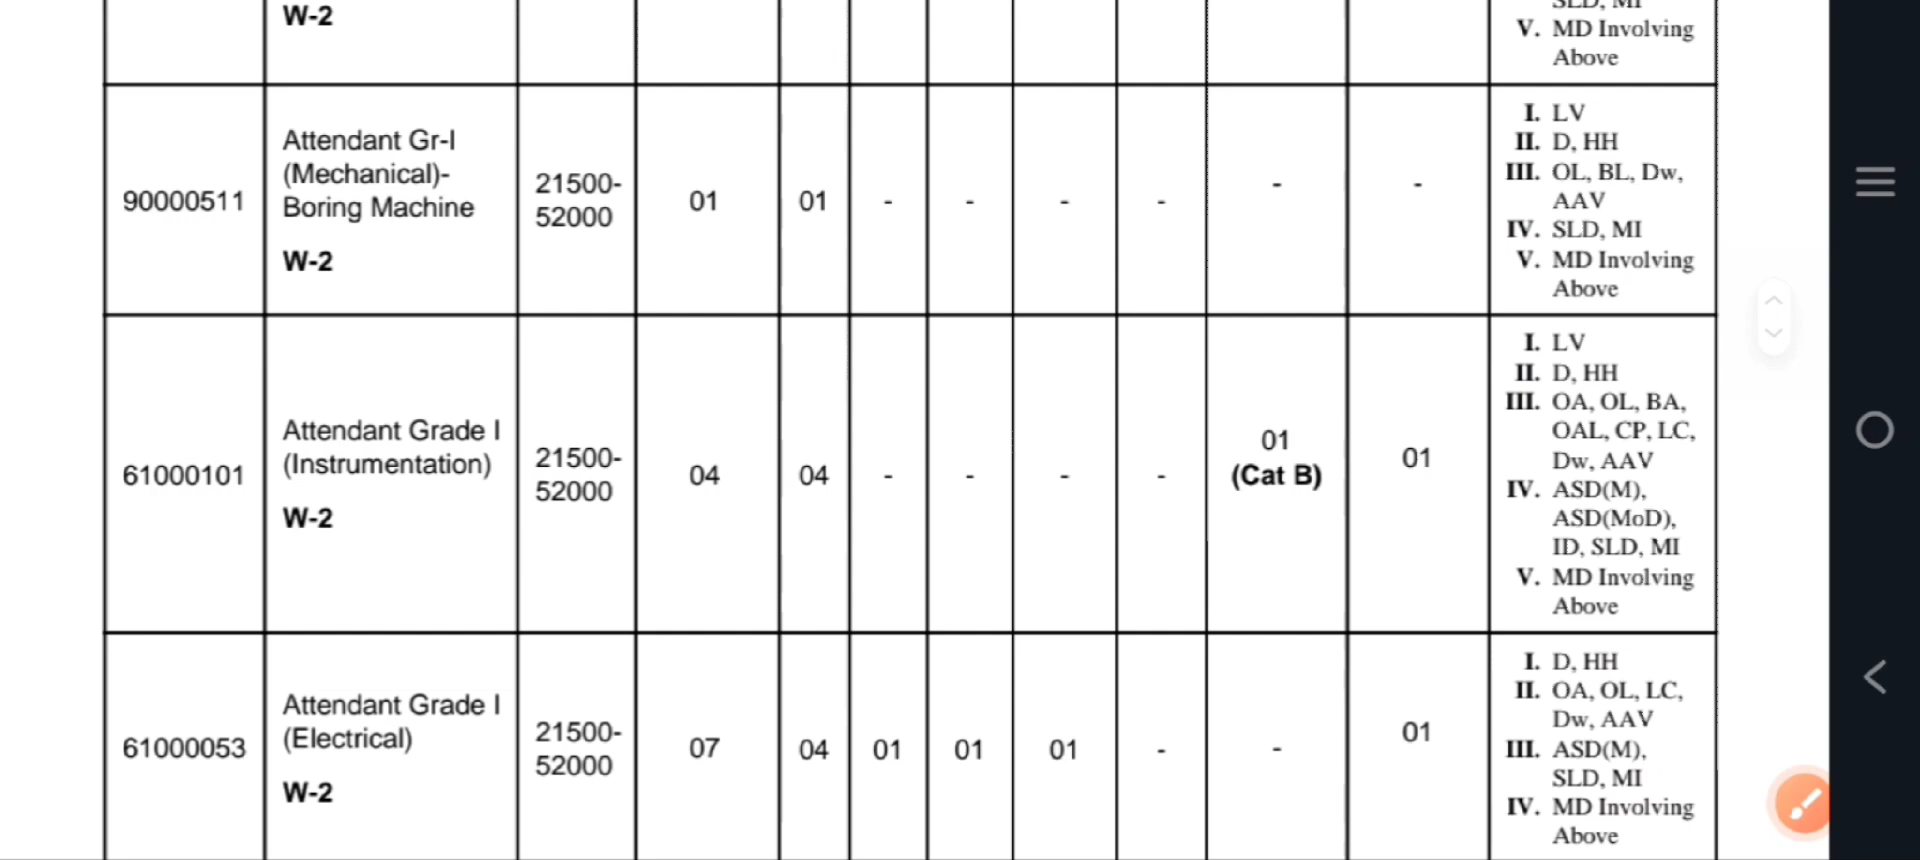 W-2
V. MD Involving
Above
90000511
Attendant Gr-I
(Mechanical)-
Boring Machine
W-2
21500-
52000
01
01
-
-
-
-
-
-
I. LV
II. D, HH
III. OL, BL, Dw,
AAV
IV. SLD, MI
V. MD Involving
Above
61000101
Attendant Grade I
(Instrumentation)
W-2
21500-
52000
04
04
-
-
-
-
01
(Cat B)
01
I. LV
II. D, HH
III. OA, OL, BA,
OAL, CP, LC,
Dw, AAV
IV. ASD(M),
ASD(MoD),
ID, SLD, MI
V. MD Involving
Above
61000053
Attendant Grade I
(Electrical)
W-2
21500-
52000
07
04
01
01
01
-
-
01
I. D, HH
II. OA, OL, LC,
Dw, AAV
III. ASD(M),
SLD, MI
IV. MD Involving
Above